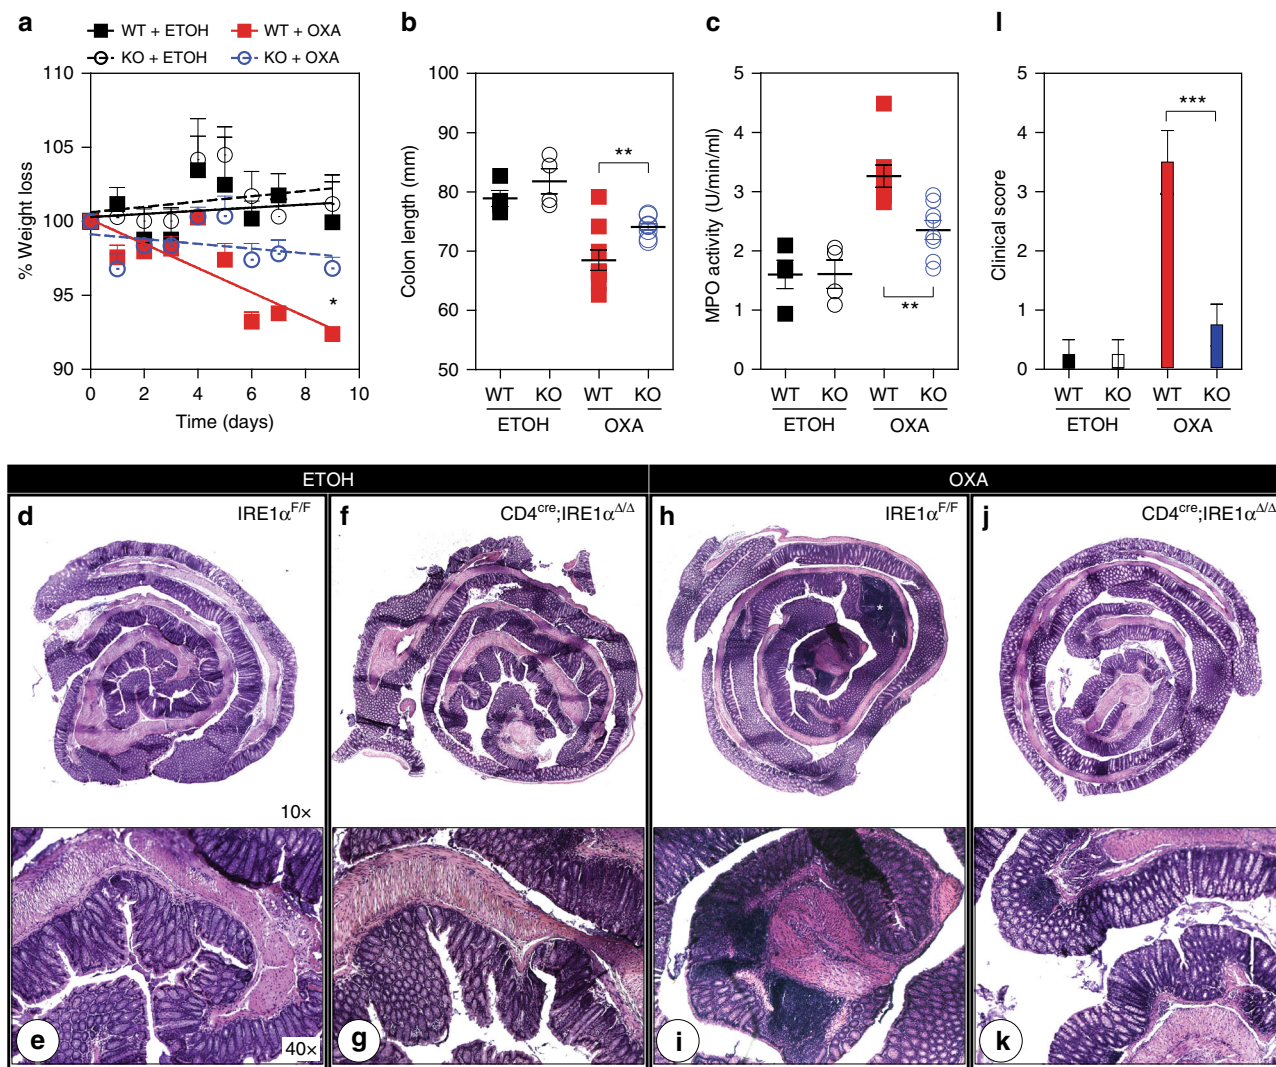 a
WT + ETOH
WT + OXA
KO + ETOH
KO + OXA
110
105
100
95
90
% Weight loss
*
0 2 4 6 8 10
Time (days)
b
100
90
80
70
60
50
Colon length (mm)
**
WT KO WT KO
ETOH OXA
c
5
4
3
2
1
0
MPO activity (U/min/ml)
**
WT KO WT KO
ETOH OXA
l
5
4
3
2
1
0
Clinical score
***
WT KO WT KO
ETOH OXA
ETOH OXA
d IRE1α^F/F
f CD4^cre;IRE1α^Δ/Δ
h IRE1α^F/F
j CD4^cre;IRE1α^Δ/Δ
*
10×
e 40×
g
i
k